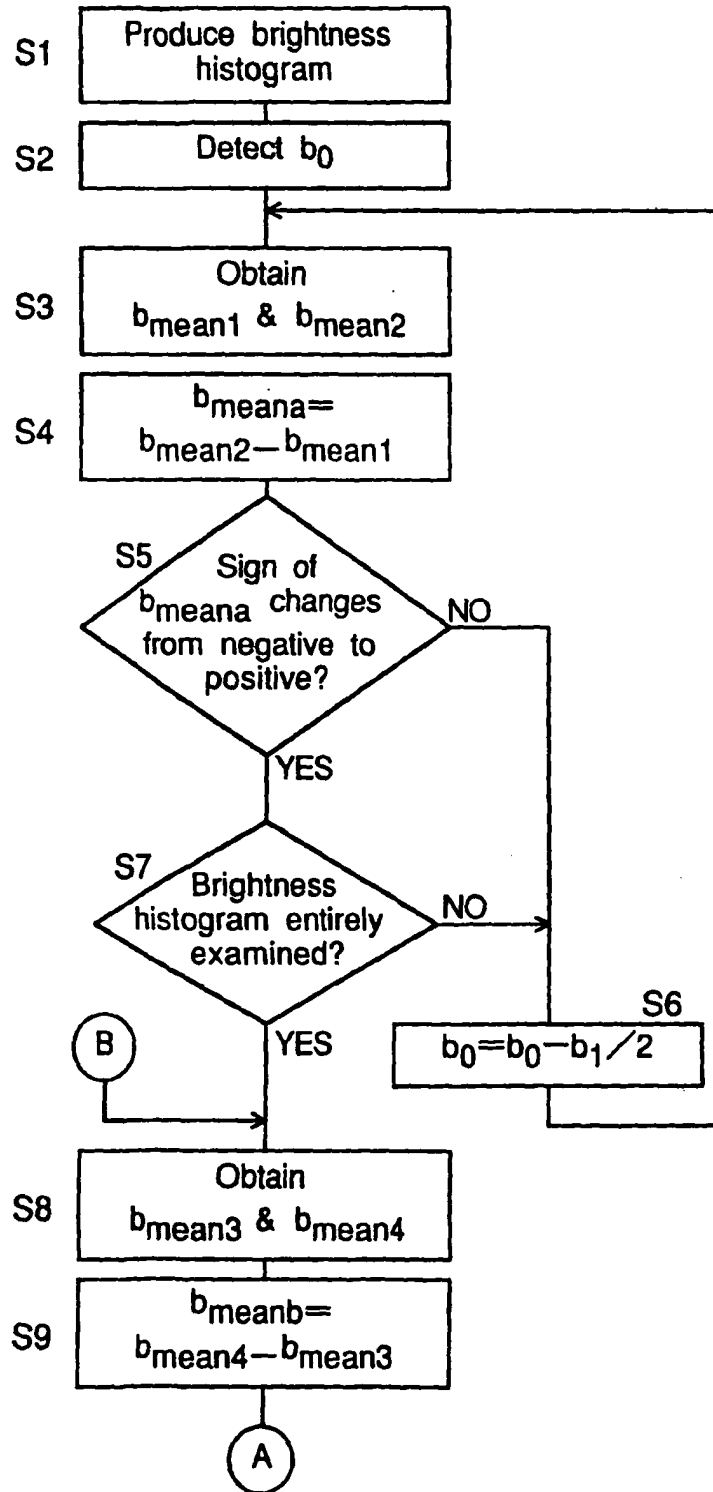 S1
Produce brightness
histogram
S2
Detect b0
S3
Obtain
bmean1 & bmean2
S4
bmeana=
bmean2−bmean1
S5
Sign of
bmeana changes
from negative to
positive?
NO
YES
S7
Brightness
histogram entirely
examined?
NO
YES
S6
b0=b0−b1/2
B
S8
Obtain
bmean3 & bmean4
S9
bmeanb=
bmean4−bmean3
A